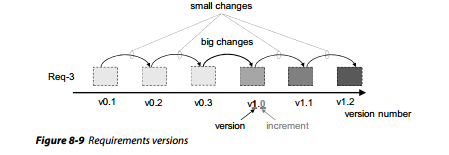 small changes
big changes
Req-3
v0.1 v0.2 v0.3 v1.0 v1.1 v1.2
version number
version increment
Figure 8-9 Requirements versions